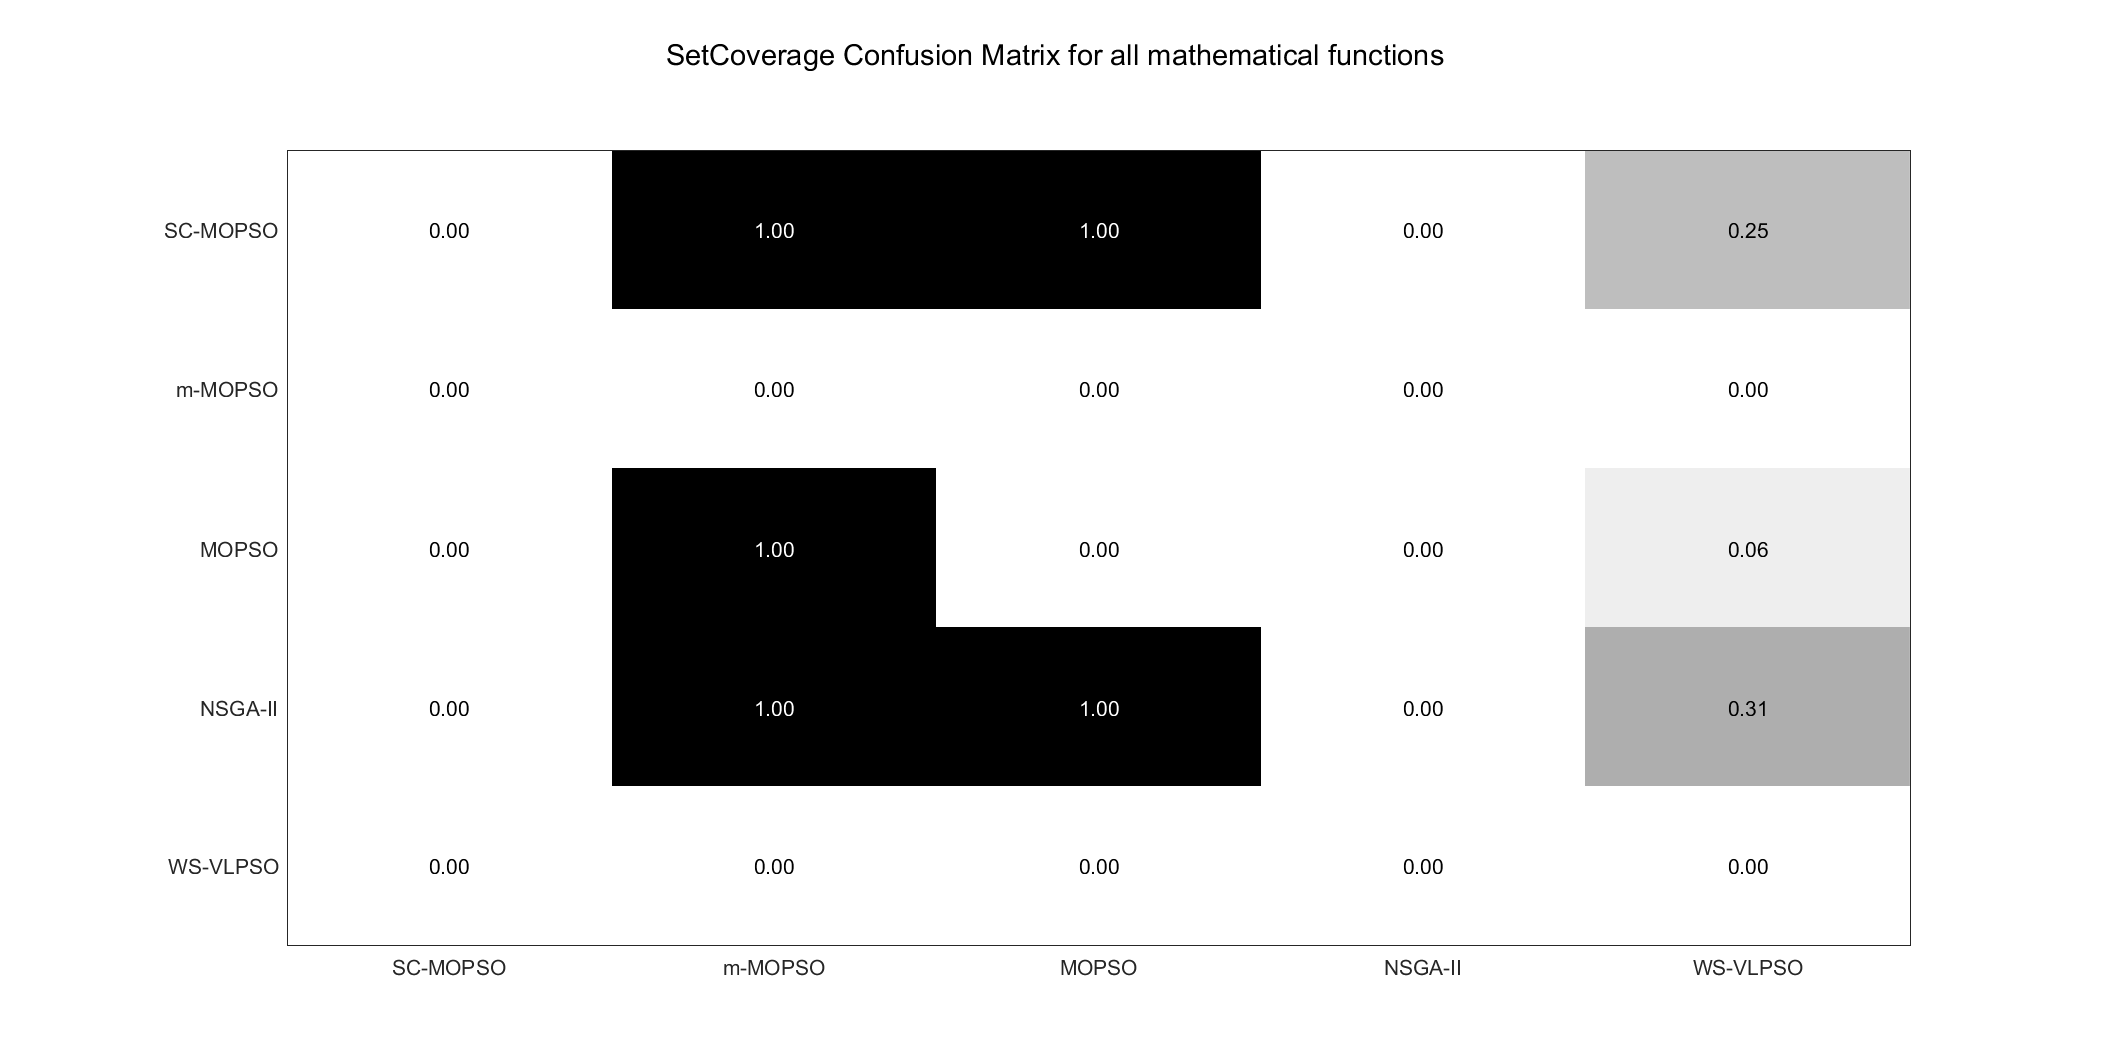 SetCoverage Confusion Matrix for all mathematical functions
SC-MOPSO 0.00 1.00 1.00 0.00 0.25
m-MOPSO 0.00 0.00 0.00 0.00 0.00
MOPSO 0.00 1.00 0.00 0.00 0.06
NSGA-II 0.00 1.00 1.00 0.00 0.31
WS-VLPSO 0.00 0.00 0.00 0.00 0.00
SC-MOPSO m-MOPSO MOPSO NSGA-II WS-VLPSO